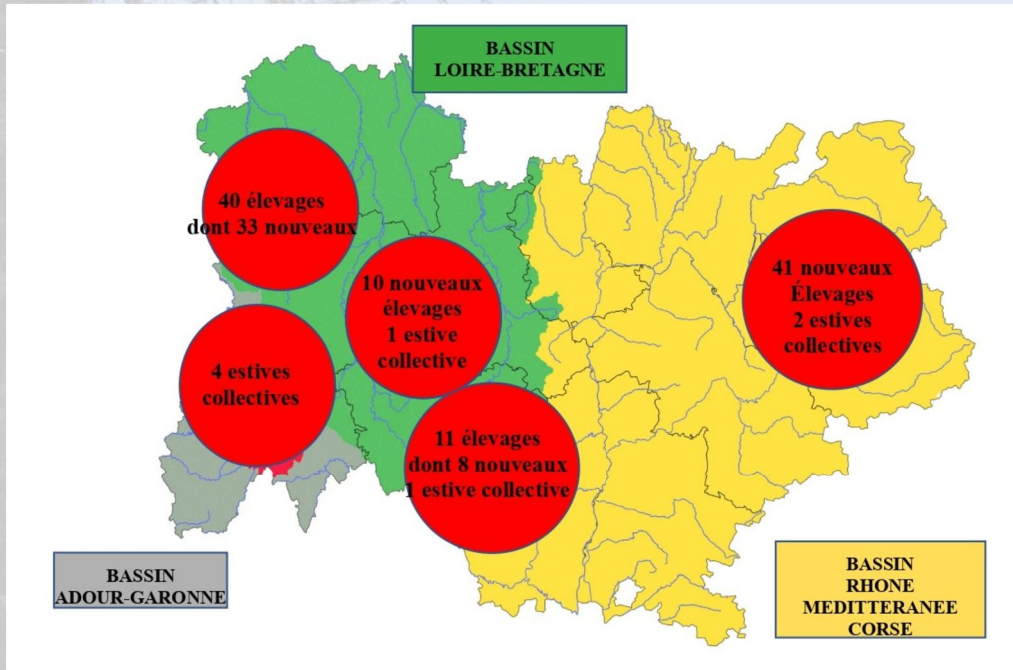 BASSIN
LOIRE-BRETAGNE
40 élevages
dont 33 nouveaux
10 nouveaux
élevages
1 estive
collective
41 nouveaux
Élevages
2 estives
collectives
4 estives
collectives
11 élevages
dont 8 nouveaux
1 estive collective
BASSIN
ADOUR-GARONNE
BASSIN
RHONE
MEDITTERANEE
CORSE